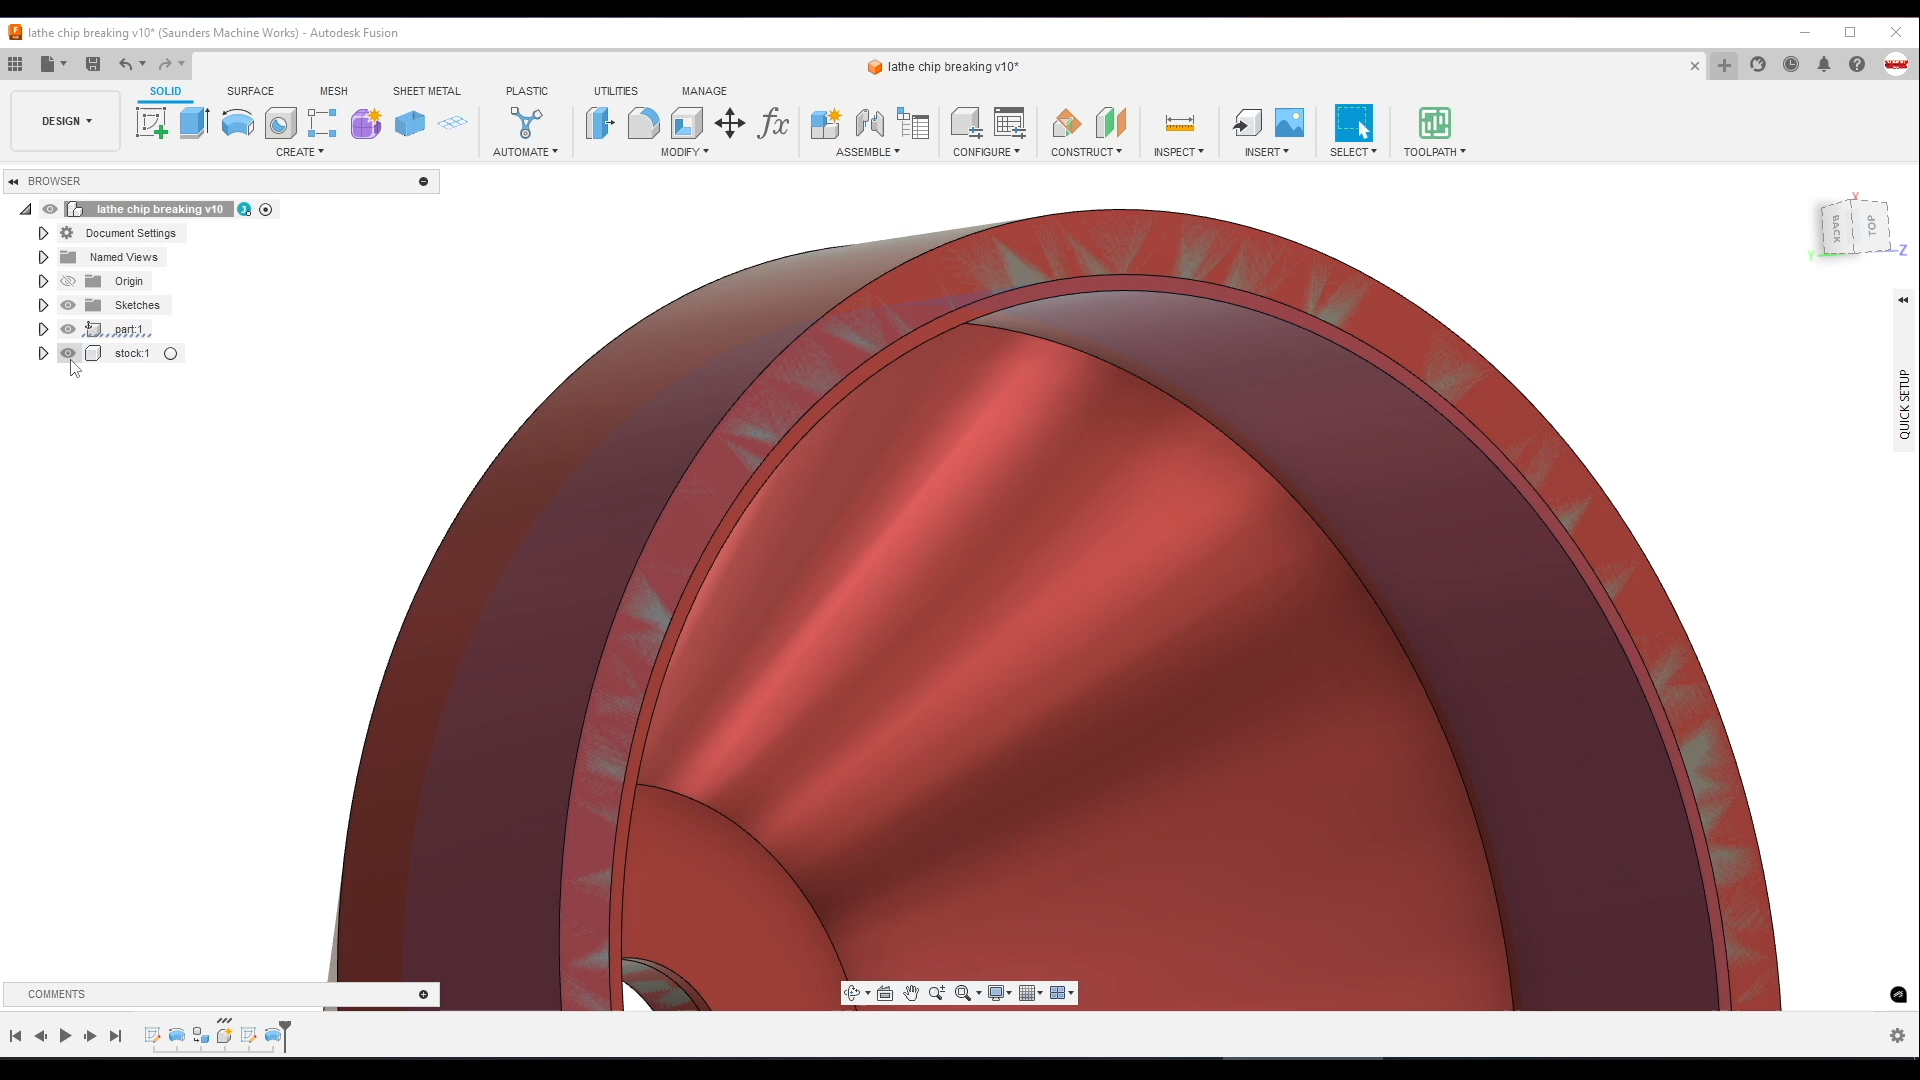 lathe chip breaking v10* (Saunders Machine Works) - Autodesk Fusion
lathe chip breaking v10*
DESIGN
SOLID
SURFACE
MESH
SHEET METAL
PLASTIC
UTILITIES
MANAGE
CREATE
AUTOMATE
MODIFY
ASSEMBLE
CONFIGURE
CONSTRUCT
INSPECT
INSERT
SELECT
TOOLPATH
BROWSER
lathe chip breaking v10
Document Settings
Named Views
Origin
Sketches
part:1
stock:1
X
BACK
TOP
Y
Z
QUICK SETUP
COMMENTS